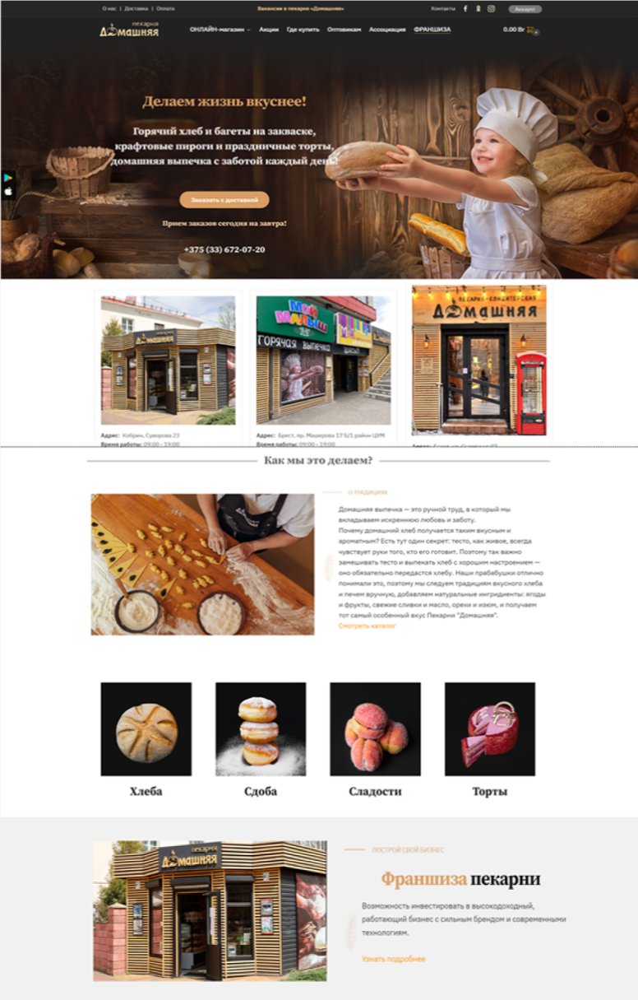 О нас | Доставка | Оплата
Вакансии в пекарне «Домашняя»
Контакты
Аккаунт
пекарня
Домашняя
ОНЛАЙН-магазин
Акции
Где купить
Оптовикам
Ассоциация
ФРАНШИЗА
0.00 Br
Делаем жизнь вкуснее!
Горячий хлеб и багеты на закваске,
крафтовые пироги и праздничные торты,
домашняя выпечка с заботой каждый день!
Заказать с доставкой
Прием заказов сегодня на завтра!
+375 (33) 672-07-20
пекарня
Домашняя
МОЙ МАЛЫШ
ГОРЯЧАЯ ВЫПЕЧКА
ПЕКАРНЯ-КОНДИТЕРСКАЯ
Домашняя
Адрес: Кобрин, Суворова 23
Время работы: 09:00 – 19:00
Адрес: Брест, пр. Машерова 17 б/1 район ЦУМ
Время работы: 09:00 – 19:00
Как мы это делаем?
О ТРАДИЦИЯХ
Домашняя выпечка — это ручной труд, в который мы
вкладываем искреннюю любовь и заботу.
Почему домашний хлеб получается таким вкусным и
ароматным? Есть тут один секрет: тесто, как живое, всегда
чувствует руки того, кто его готовит. Поэтому так важно
замешивать тесто и выпекать хлеб с хорошим настроением —
оно обязательно передастся хлебу. Наши прабабушки отлично
понимали это, поэтому мы следуем традициям вкусного хлеба
и печем вручную, добавляем натуральные ингридиенты: ягоды
и фрукты, свежие сливки и масло, орехи и изюм, и получаем
тот самый особенный вкус Пекарни "Домашняя".
Смотреть каталог
Хлеба
Сдоба
Сладости
Торты
пекарня
Домашняя
ПОСТРОЙ СВОЙ БИЗНЕС
Франшиза пекарни
Возможность инвестировать в высокодоходный,
работающий бизнес с сильным брендом и современными
технологиям.
Узнать подробнее